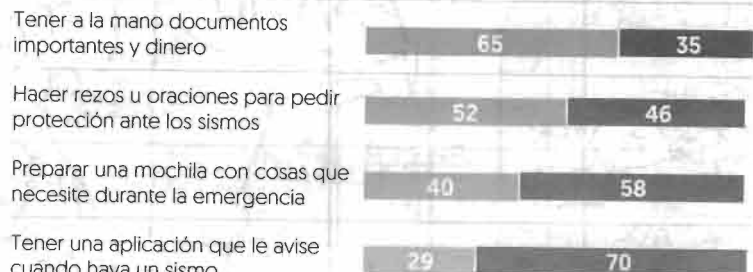 Tener a la mano documentos
importantes y dinero
65 35
Hacer rezos u oraciones para pedir
protección ante los sismos
52 46
Preparar una mochila con cosas que
necesite durante la emergencia
40 58
Tener una aplicación que le avise
cuando haya un sismo
29 70